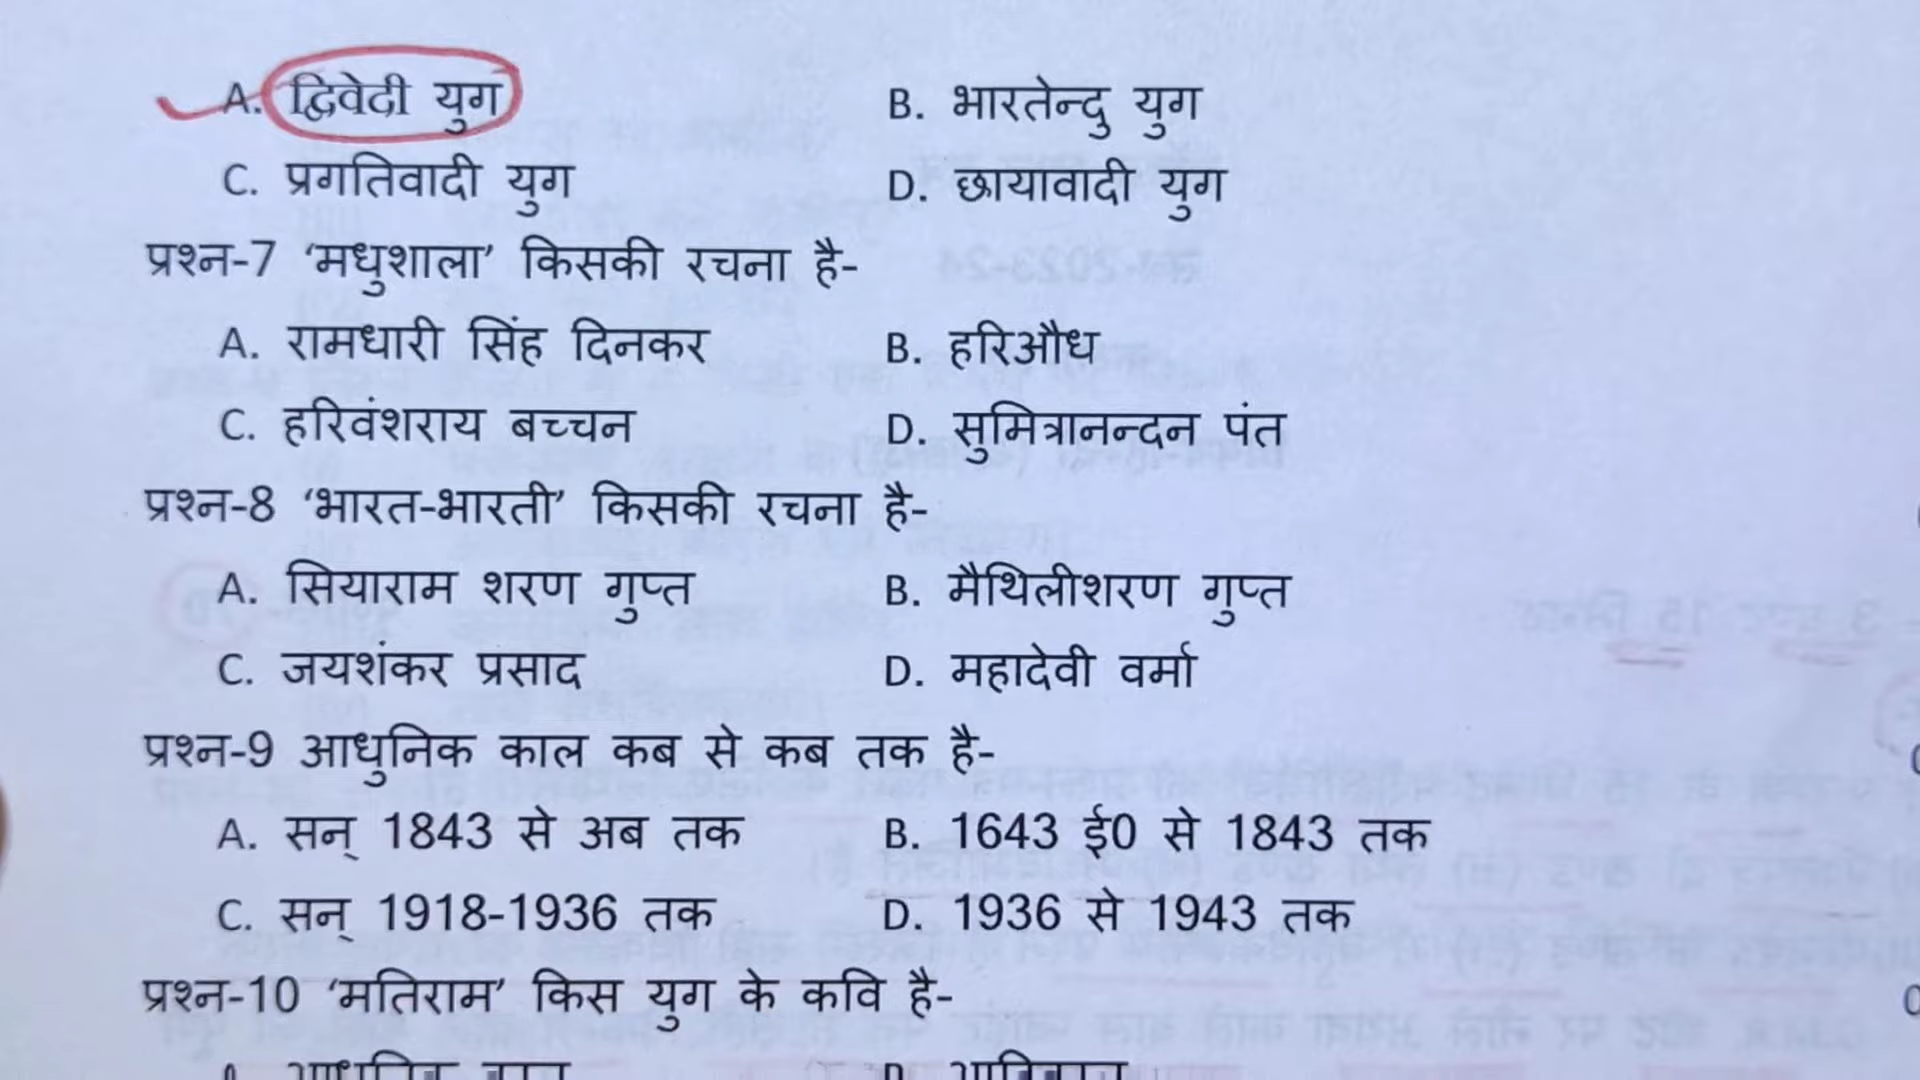 A. द्विवेदी युग B. भारतेन्दु युग
C. प्रगतिवादी युग D. छायावादी युग
प्रश्न-7 ‘मधुशाला’ किसकी रचना है-
A. रामधारी सिंह दिनकर B. हरिऔध
C. हरिवंशराय बच्चन D. सुमित्रानन्दन पंत
प्रश्न-8 ‘भारत-भारती’ किसकी रचना है-
A. सियाराम शरण गुप्त B. मैथिलीशरण गुप्त
C. जयशंकर प्रसाद D. महादेवी वर्मा
प्रश्न-9 आधुनिक काल कब से कब तक है-
A. सन् 1843 से अब तक B. 1643 ई0 से 1843 तक
C. सन् 1918-1936 तक D. 1936 से 1943 तक
प्रश्न-10 ‘मतिराम’ किस युग के कवि है-